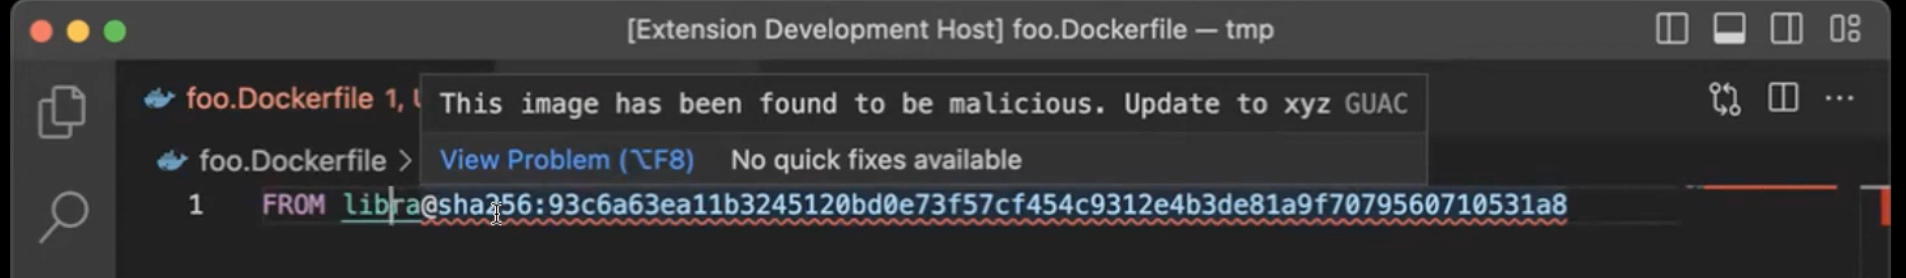 [Extension Development Host] foo.Dockerfile — tmp
foo.Dockerfile 1, U
This image has been found to be malicious. Update to xyz GUAC
View Problem (⌥F8) No quick fixes available
foo.Dockerfile >
1 FROM libra@sha256:93c6a63ea11b3245120bd0e73f57cf454c9312e4b3de81a9f7079560710531a8